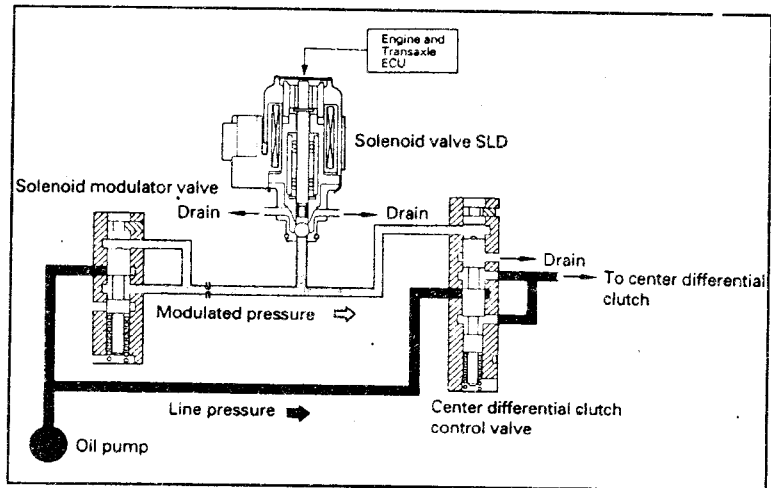 Engine and
Transaxle
ECU
Solenoid valve SLD
Solenoid modulator valve
Drain
Drain
Drain
To center differential
clutch
Modulated pressure
Line pressure
Center differential clutch
control valve
Oil pump